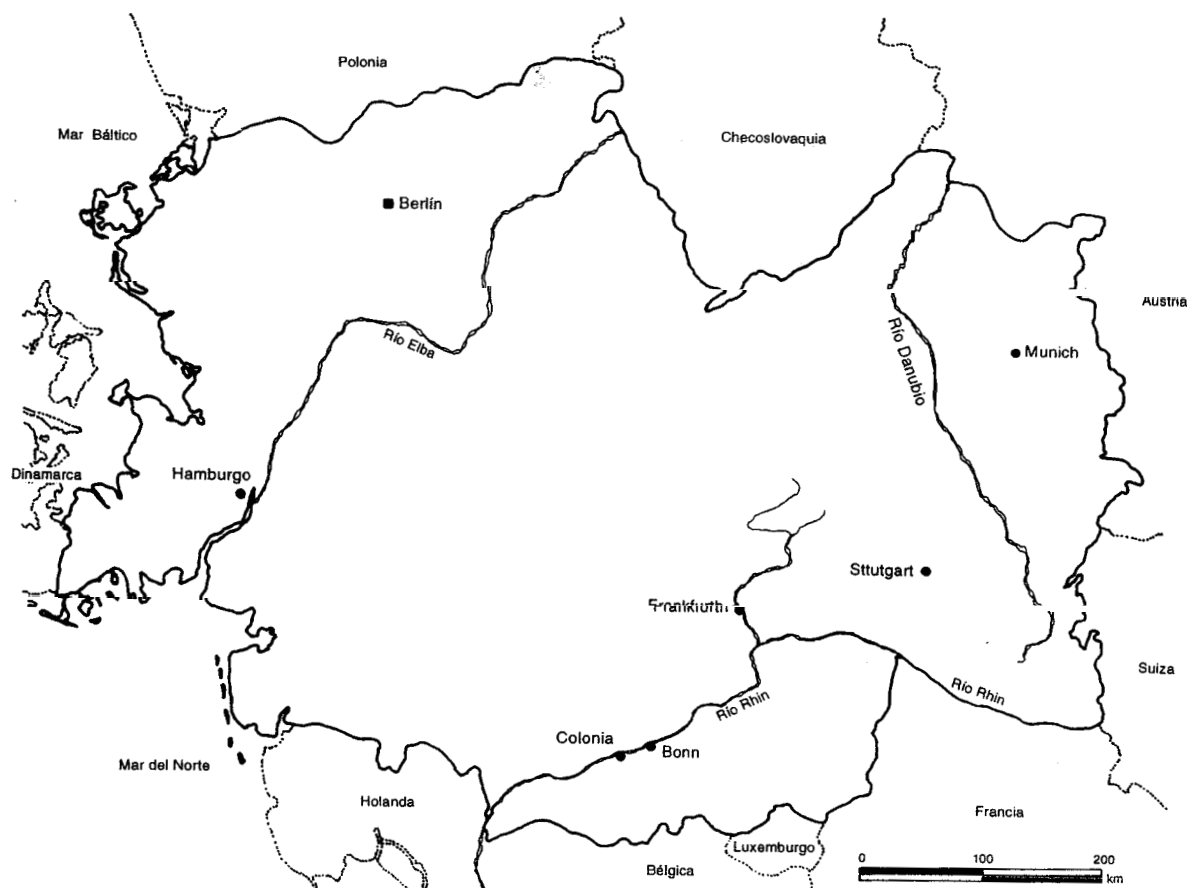 Polonia
Mar Báltico
Checoslovaquia
Berlín
Austria
Río Elba
Río Danubio
Munich
Dinamarca
Hamburgo
Sttutgart
Frankfurth
Suiza
Río Rhin
Río Rhin
Colonia
Bonn
Mar del Norte
Holanda
Francia
Luxemburgo
Bélgica
0 100 200
km